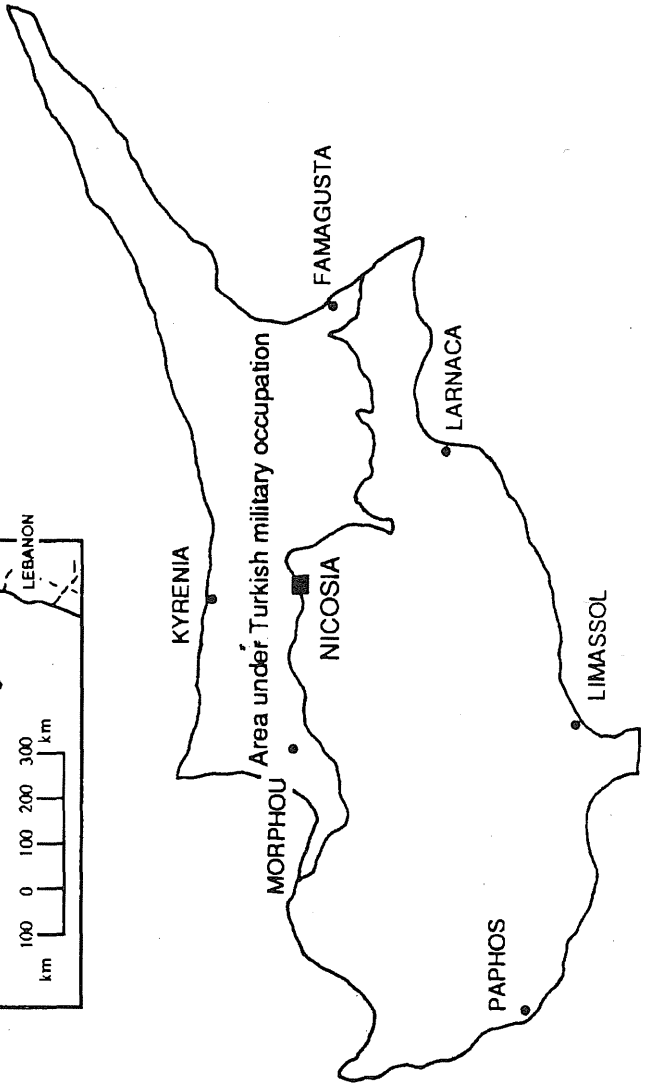 LEBANON
100 0 100 200 300
km km
KYRENIA
FAMAGUSTA
Area under Turkish military occupation
MORPHOU
NICOSIA
LARNACA
PAPHOS
LIMASSOL